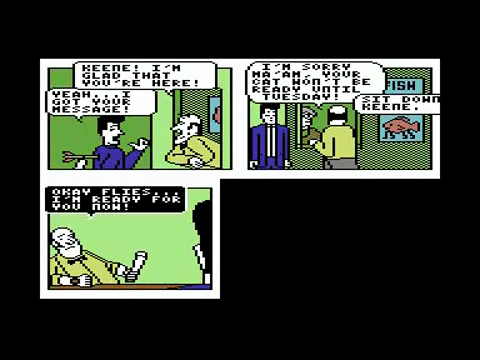 KEENE! I'M
GLAD THAT
YOU'RE HERE!
YEAH...I
GOT YOUR
MESSAGE!
I'M SORRY
MA'AM, YOUR
CAT WON'T BE
READY UNTIL
TUESDAY!
FISH
SIT DOWN
KEENE.
OKAY FLIES...
I'M READY FOR
YOU NOW!